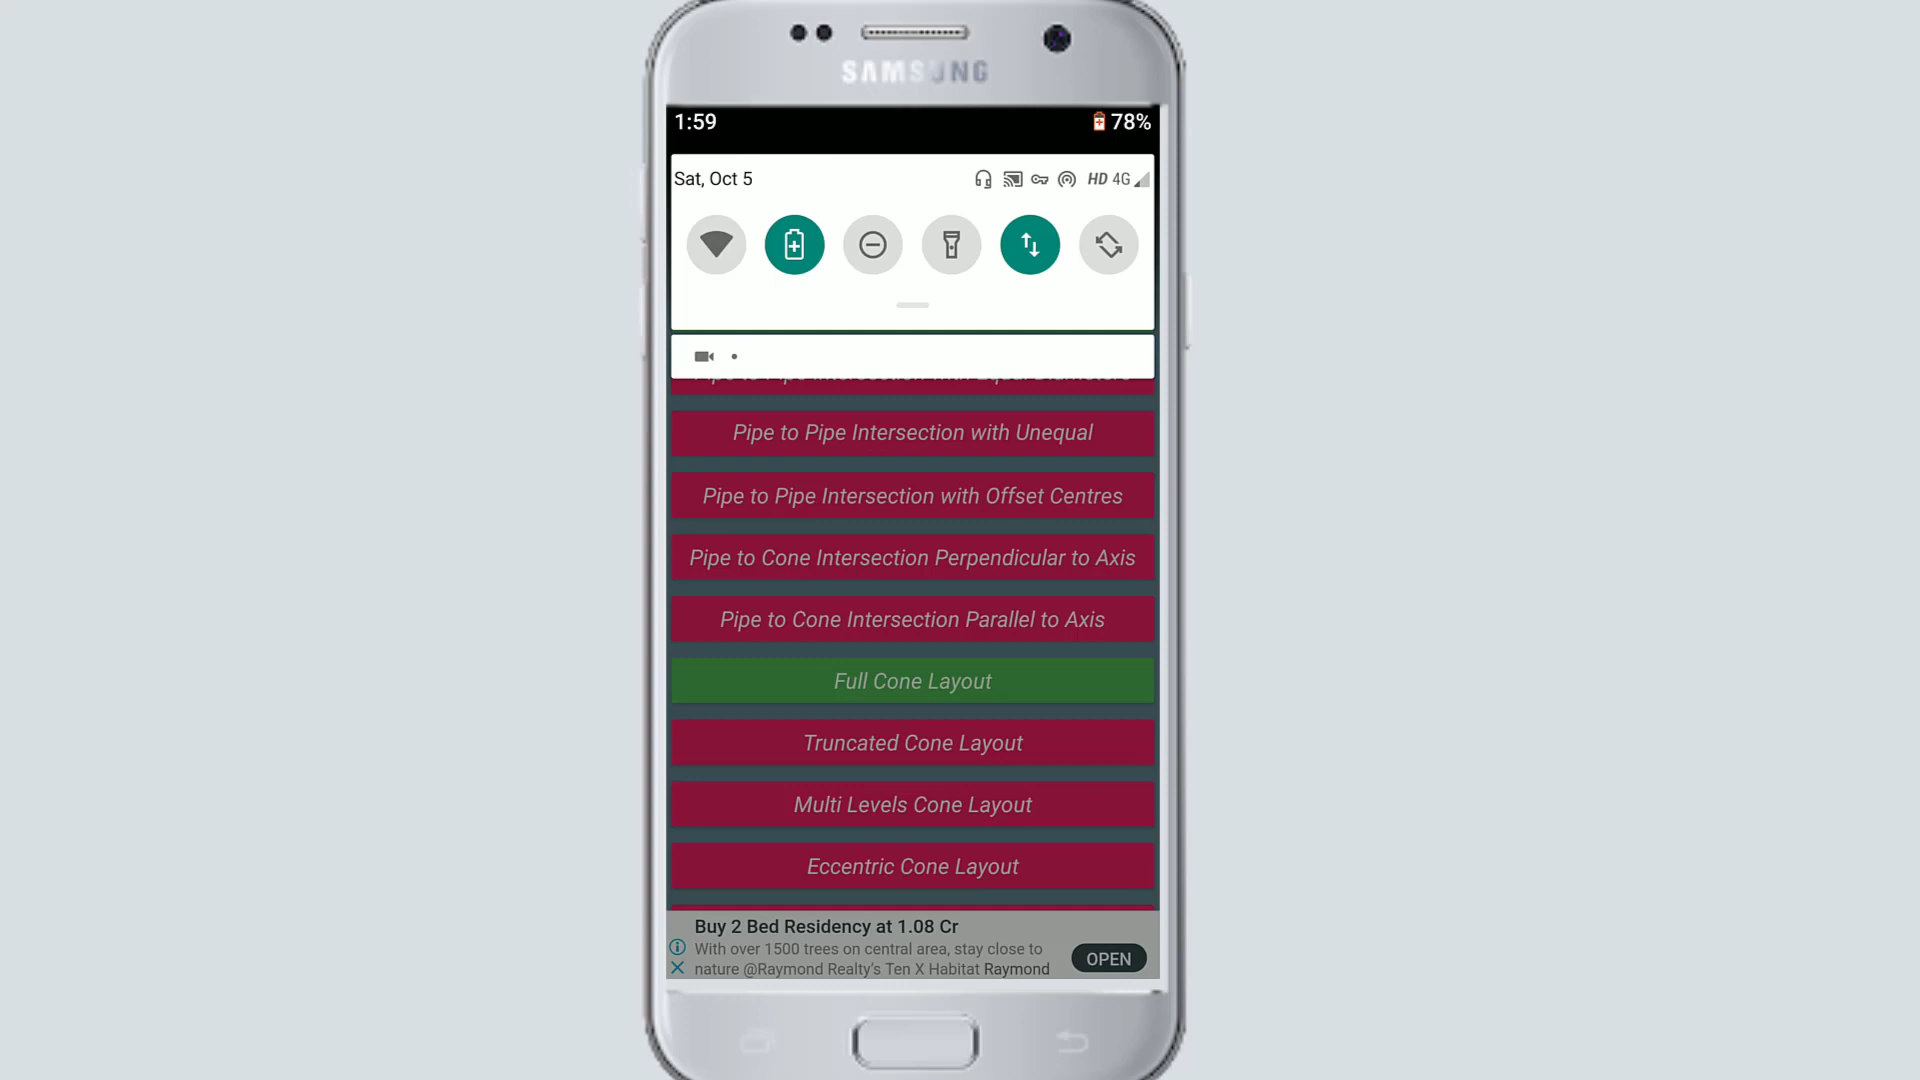 SAMSUNG
1:59
78%
Sat, Oct 5
HD 4G
Pipe to Pipe Intersection with Unequal
Pipe to Pipe Intersection with Offset Centres
Pipe to Cone Intersection Perpendicular to Axis
Pipe to Cone Intersection Parallel to Axis
Full Cone Layout
Truncated Cone Layout
Multi Levels Cone Layout
Eccentric Cone Layout
Buy 2 Bed Residency at 1.08 Cr
With over 1500 trees on central area, stay close to
nature @Raymond Realty's Ten X Habitat Raymond
OPEN